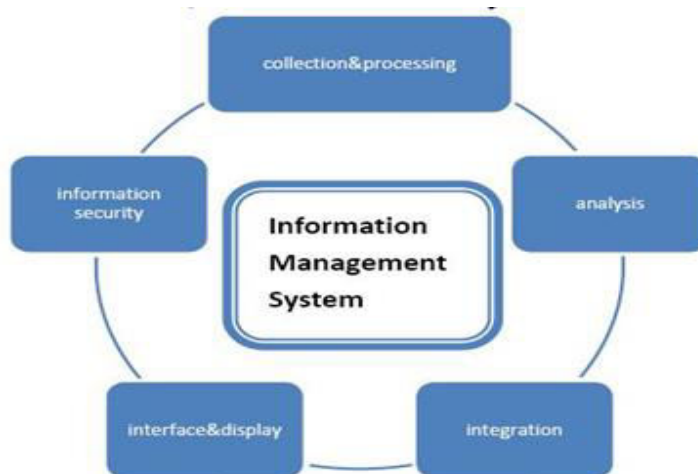 collection&processing
information
security
analysis
Information
Management
System
interface&display
integration